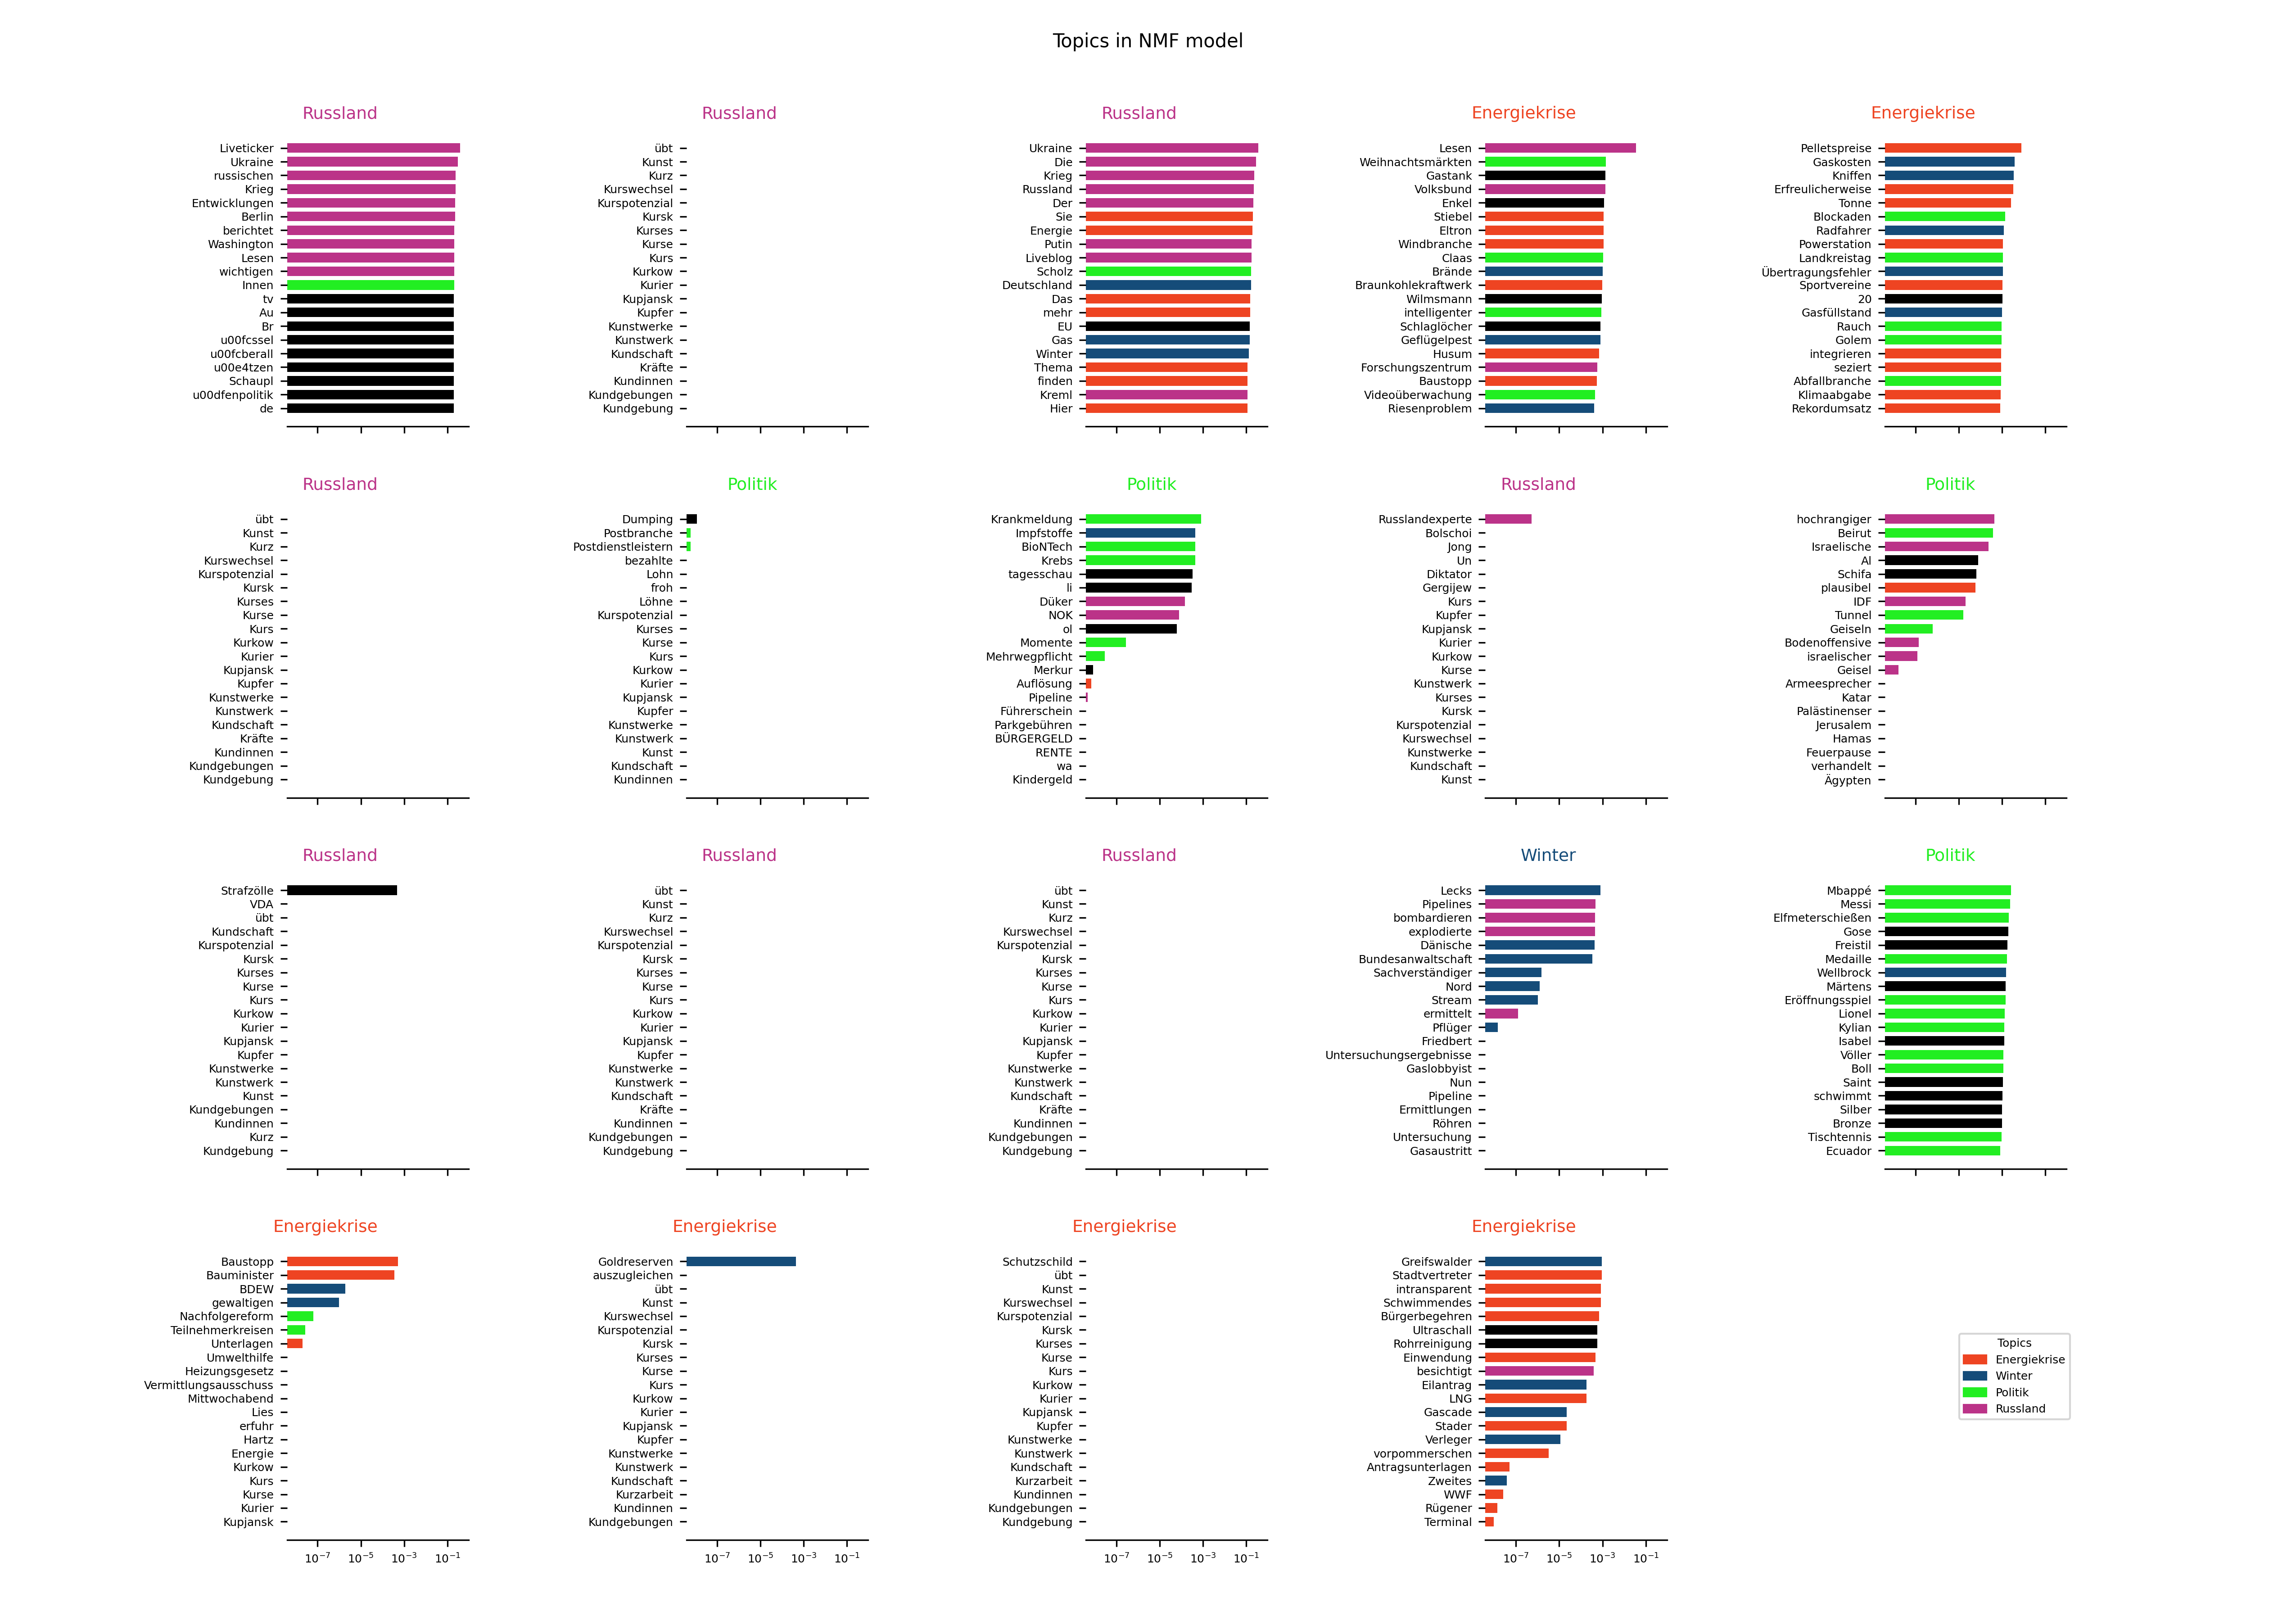 Topics in NMF model
Russland
Liveticker
Ukraine
russischen
Krieg
Entwicklungen
Berlin
berichtet
Washington
Lesen
wichtigen
Innen
tv
Au
Br
u00fcssel
u00fcberall
u00e4tzen
Schaupl
u00dfenpolitik
de
Russland
übt
Kunst
Kurz
Kurswechsel
Kurspotenzial
Kursk
Kurses
Kurse
Kurs
Kurkow
Kurier
Kupjansk
Kupfer
Kunstwerke
Kunstwerk
Kundschaft
Kräfte
Kundinnen
Kundgebungen
Kundgebung
Russland
Ukraine
Die
Krieg
Russland
Der
Sie
Energie
Putin
Liveblog
Scholz
Deutschland
Das
mehr
EU
Gas
Winter
Thema
finden
Kreml
Hier
Energiekrise
Lesen
Weihnachtsmärkten
Gastank
Volksbund
Enkel
Stiebel
Eltron
Windbranche
Claas
Brände
Braunkohlekraftwerk
Wilmsmann
intelligenter
Schlaglöcher
Geflügelpest
Husum
Forschungszentrum
Baustopp
Videoüberwachung
Riesenproblem
Energiekrise
Pelletspreise
Gaskosten
Kniffen
Erfreulicherweise
Tonne
Blockaden
Radfahrer
Powerstation
Landkreistag
Übertragungsfehler
Sportvereine
20
Gasfüllstand
Rauch
Golem
integrieren
seziert
Abfallbranche
Klimaabgabe
Rekordumsatz
Russland
übt
Kunst
Kurz
Kurswechsel
Kurspotenzial
Kursk
Kurses
Kurse
Kurs
Kurkow
Kurier
Kupjansk
Kupfer
Kunstwerke
Kunstwerk
Kundschaft
Kräfte
Kundinnen
Kundgebungen
Kundgebung
Politik
Dumping
Postbranche
Postdienstleistern
bezahlte
Lohn
froh
Löhne
Kurspotenzial
Kurses
Kurse
Kurs
Kurkow
Kurier
Kupjansk
Kupfer
Kunstwerke
Kunstwerk
Kunst
Kundschaft
Kundinnen
Politik
Krankmeldung
Impfstoffe
BioNTech
Krebs
tagesschau
li
Düker
NOK
ol
Momente
Mehrwegpflicht
Merkur
Auflösung
Pipeline
Führerschein
Parkgebühren
BÜRGERGELD
RENTE
wa
Kindergeld
Russland
Russlandexperte
Bolschoi
Jong
Un
Diktator
Gergijew
Kurs
Kupfer
Kupjansk
Kurier
Kurkow
Kurse
Kunstwerk
Kurses
Kursk
Kurspotenzial
Kurswechsel
Kunstwerke
Kundschaft
Kunst
Politik
hochrangiger
Beirut
Israelische
Al
Schifa
plausibel
IDF
Tunnel
Geiseln
Bodenoffensive
israelischer
Geisel
Armeesprecher
Katar
Palästinenser
Jerusalem
Hamas
Feuerpause
verhandelt
Ägypten
Russland
Strafzölle
VDA
übt
Kundschaft
Kurspotenzial
Kursk
Kurses
Kurse
Kurs
Kurkow
Kurier
Kupjansk
Kupfer
Kunstwerke
Kunstwerk
Kunst
Kundgebungen
Kundinnen
Kurz
Kundgebung
Russland
übt
Kunst
Kurz
Kurswechsel
Kurspotenzial
Kursk
Kurses
Kurse
Kurs
Kurkow
Kurier
Kupjansk
Kupfer
Kunstwerke
Kunstwerk
Kundschaft
Kräfte
Kundinnen
Kundgebungen
Kundgebung
Russland
übt
Kunst
Kurz
Kurswechsel
Kurspotenzial
Kursk
Kurses
Kurse
Kurs
Kurkow
Kurier
Kupjansk
Kupfer
Kunstwerke
Kunstwerk
Kundschaft
Kräfte
Kundinnen
Kundgebungen
Kundgebung
Winter
Lecks
Pipelines
bombardieren
explodierte
Dänische
Bundesanwaltschaft
Sachverständiger
Nord
Stream
ermittelt
Pflüger
Friedbert
Untersuchungsergebnisse
Gaslobbyist
Nun
Pipeline
Ermittlungen
Röhren
Untersuchung
Gasaustritt
Politik
Mbappé
Messi
Elfmeterschießen
Gose
Freistil
Medaille
Wellbrock
Märtens
Eröffnungsspiel
Lionel
Kylian
Isabel
Völler
Boll
Saint
schwimmt
Silber
Bronze
Tischtennis
Ecuador
Energiekrise
Baustopp
Bauminister
BDEW
gewaltigen
Nachfolgereform
Teilnehmerkreisen
Unterlagen
Umwelthilfe
Heizungsgesetz
Vermittlungsausschuss
Mittwochabend
Lies
erfuhr
Hartz
Energie
Kurkow
Kurs
Kurse
Kurier
Kupjansk
10⁻⁷ 10⁻⁵ 10⁻³ 10⁻¹
Energiekrise
Goldreserven
auszugleichen
übt
Kunst
Kurswechsel
Kurspotenzial
Kursk
Kurses
Kurse
Kurs
Kurkow
Kurier
Kupjansk
Kupfer
Kunstwerke
Kunstwerk
Kundschaft
Kurzarbeit
Kundinnen
Kundgebungen
10⁻⁷ 10⁻⁵ 10⁻³ 10⁻¹
Energiekrise
Schutzschild
übt
Kunst
Kurswechsel
Kurspotenzial
Kursk
Kurses
Kurse
Kurs
Kurkow
Kurier
Kupjansk
Kupfer
Kunstwerke
Kunstwerk
Kundschaft
Kurzarbeit
Kundinnen
Kundgebungen
Kundgebung
10⁻⁷ 10⁻⁵ 10⁻³ 10⁻¹
Energiekrise
Greifswalder
Stadtvertreter
intransparent
Schwimmendes
Bürgerbegehren
Ultraschall
Rohrreinigung
Einwendung
besichtigt
Eilantrag
LNG
Gascade
Stader
Verleger
vorpommerschen
Antragsunterlagen
Zweites
WWF
Rügener
Terminal
10⁻⁷ 10⁻⁵ 10⁻³ 10⁻¹
Topics
Energiekrise
Winter
Politik
Russland